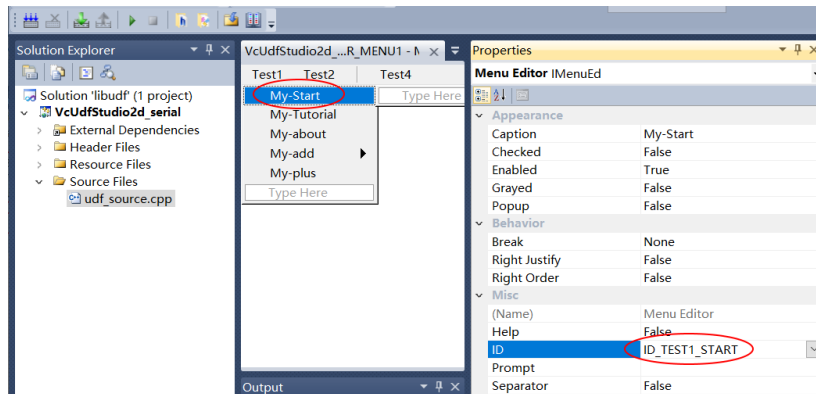 Solution Explorer
Solution 'libudf' (1 project)
VcUdfStudio2d_serial
External Dependencies
Header Files
Resource Files
Source Files
udf_source.cpp
VcUdfStudio2d_...R_MENU1 - M
Test1 Test2 Test4
My-Start Type Here
My-Tutorial
My-about
My-add
My-plus
Type Here
Output
Properties
Menu Editor IMenuEd
Appearance
Caption My-Start
Checked False
Enabled True
Grayed False
Popup False
Behavior
Break None
Right Justify False
Right Order False
Misc
(Name) Menu Editor
Help False
ID ID_TEST1_START
Prompt
Separator False